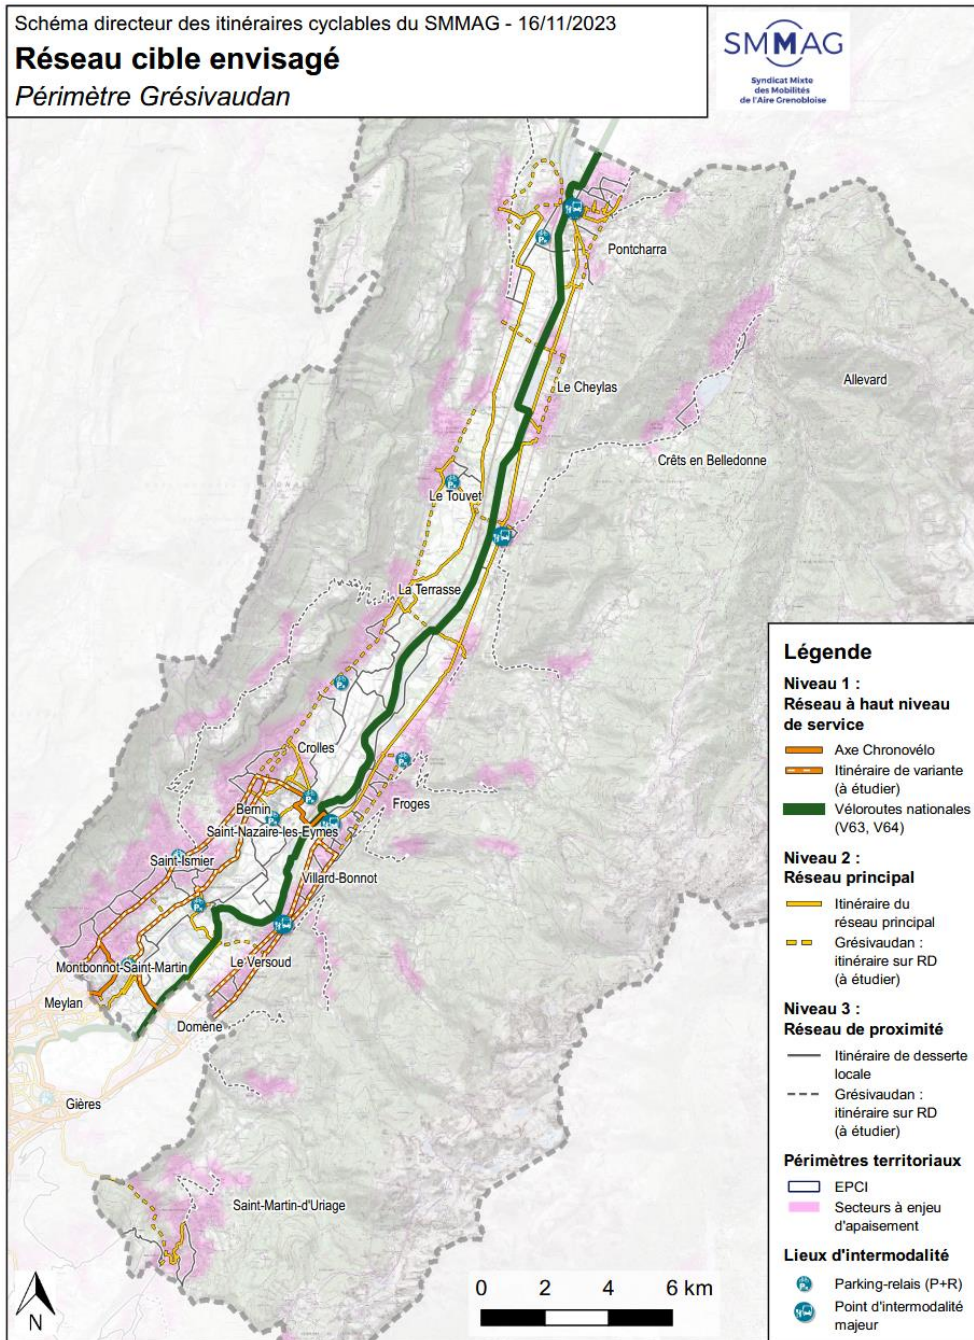 Schéma directeur des itinéraires cyclables du SMMAG - 16/11/2023
Réseau cible envisagé
Périmètre Grésivaudan
SMMAG
Syndicat Mixte
des Mobilités
de l'Aire Grenobloise
Pontcharra
Allevard
Le Cheylas
Crêts en Belledonne
Le Touvet
La Terrasse
Crolles
Froges
Bernin
Saint-Nazaire-les-Eymes
Saint-Ismier
Villard-Bonnot
Le Versoud
Montbonnot-Saint-Martin
Meylan
Domène
Gières
Saint-Martin-d'Uriage
N
0 2 4 6 km
Légende
Niveau 1 :
Réseau à haut niveau
de service
Axe Chronovélo
Itinéraire de variante
(à étudier)
Véloroutes nationales
(V63, V64)
Niveau 2 :
Réseau principal
Itinéraire du
réseau principal
Grésivaudan :
itinéraire sur RD
(à étudier)
Niveau 3 :
Réseau de proximité
Itinéraire de desserte
locale
Grésivaudan :
itinéraire sur RD
(à étudier)
Périmètres territoriaux
EPCI
Secteurs à enjeu
d'apaisement
Lieux d'intermodalité
Parking-relais (P+R)
Point d'intermodalité
majeur